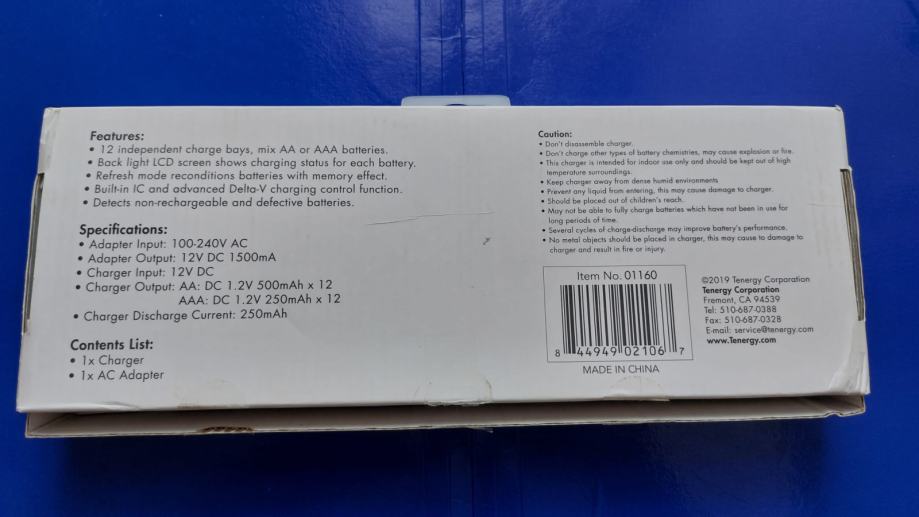 Features:
• 12 independent charge bays, mix AA or AAA batteries.
• Back light LCD screen shows charging status for each battery.
• Refresh mode reconditions batteries with memory effect.
• Built-in IC and advanced Delta-V charging control function.
• Detects non-rechargeable and defective batteries.
Specifications:
• Adapter Input: 100-240V AC
• Adapter Output: 12V DC 1500mA
• Charger Input: 12V DC
• Charger Output: AA: DC 1.2V 500mAh x 12
AAA: DC 1.2V 250mAh x 12
• Charger Discharge Current: 250mAh
Contents List:
• 1x Charger
• 1x AC Adapter
Caution:
• Don't disassemble charger.
• Don't charge other types of battery chemistries, may cause explosion or fire.
• This charger is intended for indoor use only and should be kept out of high
temperature surroundings.
• Keep charger away from dense humid environments
• Prevent any liquid from entering, this may cause damage to charger.
• Should be placed out of children's reach.
• May not be able to fully charge batteries which have not been in use for
long periods of time.
• Several cycles of charge-discharge may improve battery's performance.
• No metal objects should be placed in charger, this may cause to damage to
charger and result in fire or injury.
Item No. 01160
8 44949 02106 7
MADE IN CHINA
©2019 Tenergy Corporation
Tenergy Corporation
Fremont, CA 94539
Tel: 510-687-0388
Fax: 510-687-0328
E-mail: service@tenergy.com
www.Tenergy.com